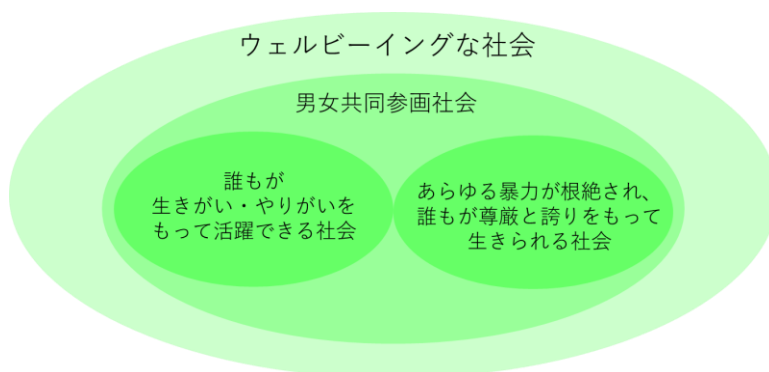 ウェルビーイングな社会
男女共同参画社会
誰もが
生きがい・やりがいを
もって活躍できる社会
あらゆる暴力が根絶され、
誰もが尊厳と誇りをもって
生きられる社会